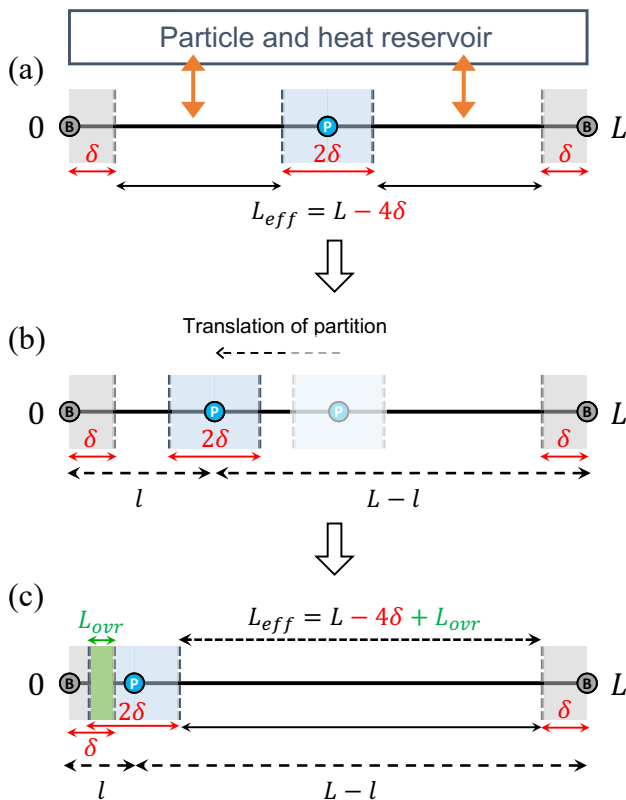 Particle and heat reservoir
(a)
0 B P B L
δ 2δ δ
L_eff = L − 4δ
Translation of partition
(b)
0 B P P B L
δ 2δ δ
l L − l
(c)
L_ovr L_eff = L − 4δ + L_ovr
0 B P B L
2δ
δ δ
l L − l